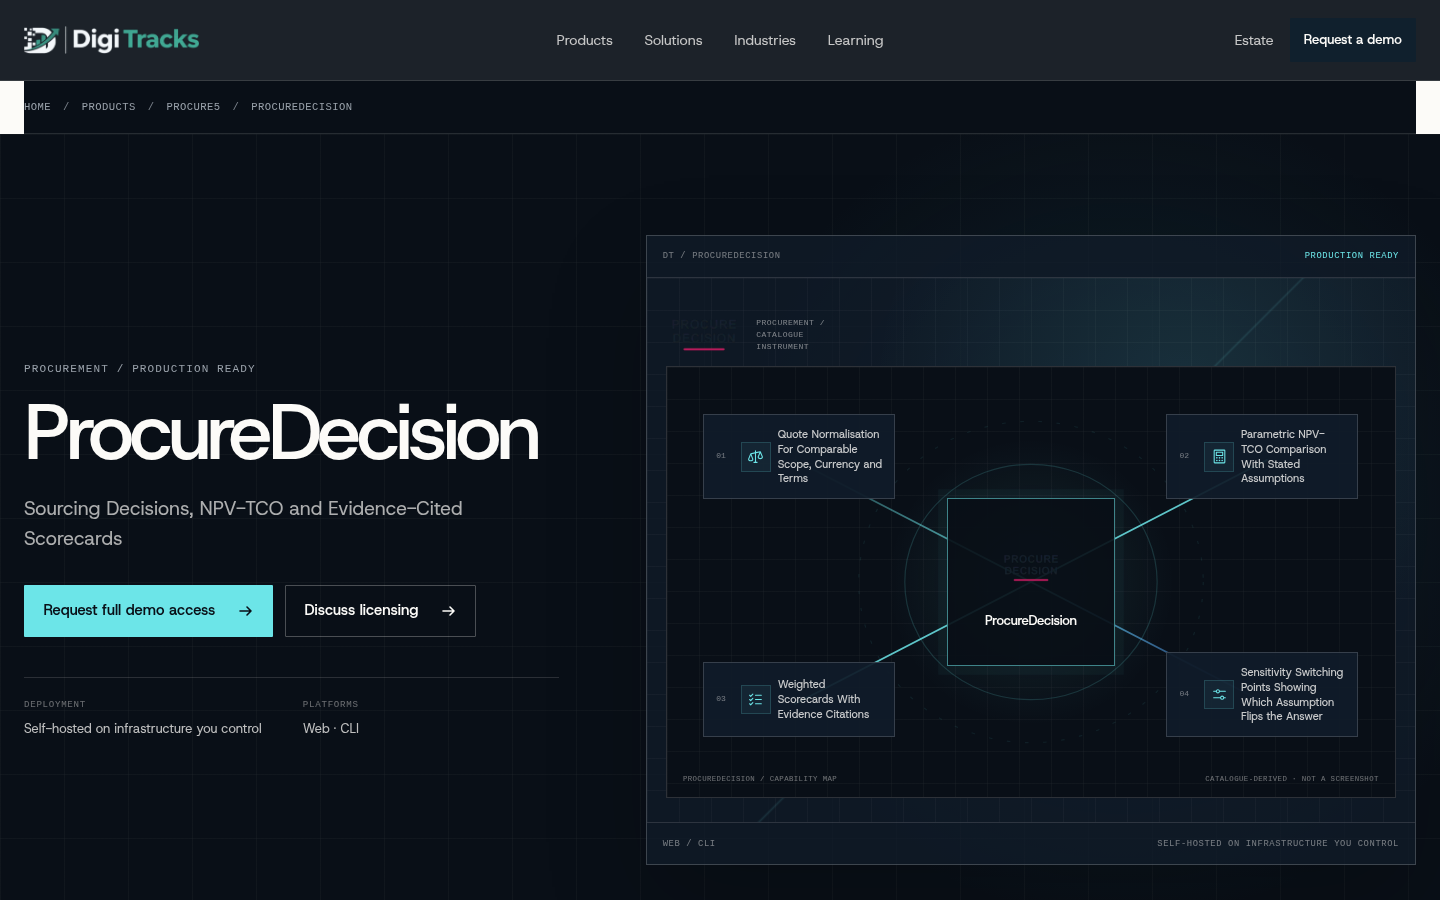 Digi Tracks
Products
Solutions
Industries
Learning
Estate
Request a demo
HOME / PRODUCTS / PROCURE5 / PROCUREDECISION
PROCUREMENT / PRODUCTION READY
ProcureDecision
Sourcing Decisions, NPV-TCO and Evidence-Cited
Scorecards
Request full demo access →
Discuss licensing →
DEPLOYMENT
Self-hosted on infrastructure you control
PLATFORMS
Web · CLI
DT / PROCUREDECISION
PRODUCTION READY
PROCURE
DECISION
PROCUREMENT /
CATALOGUE
INSTRUMENT
01
Quote Normalisation
For Comparable
Scope, Currency and
Terms
02
Parametric NPV-
TCO Comparison
With Stated
Assumptions
PROCURE
DECISION
ProcureDecision
03
Weighted
Scorecards With
Evidence Citations
04
Sensitivity Switching
Points Showing
Which Assumption
Flips the Answer
PROCUREDECISION / CAPABILITY MAP
CATALOGUE-DERIVED · NOT A SCREENSHOT
WEB / CLI
SELF-HOSTED ON INFRASTRUCTURE YOU CONTROL